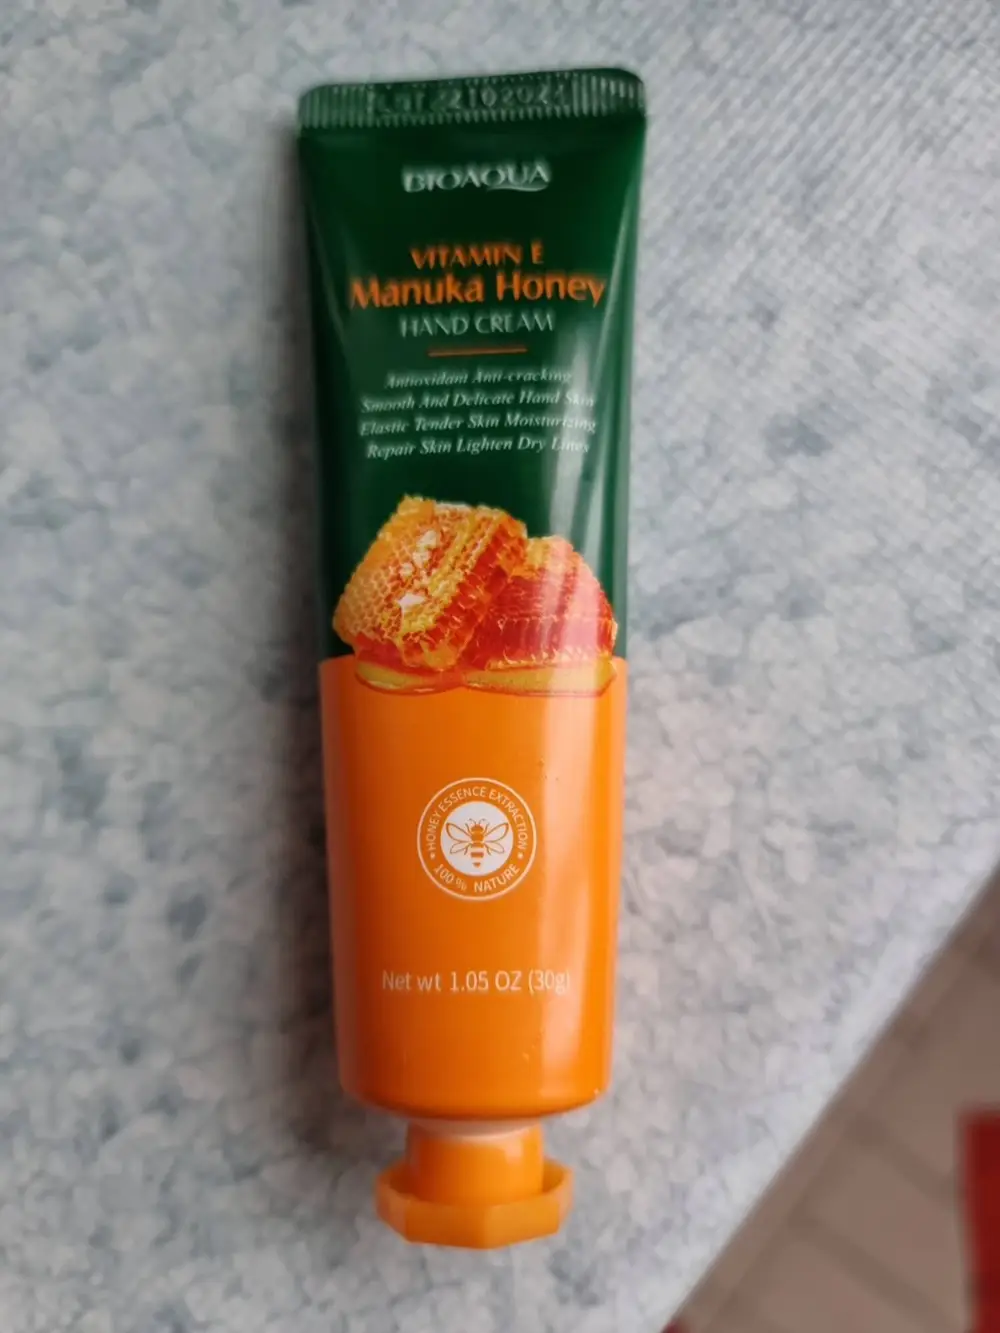 BIOAQUA
VITAMIN E
Manuka Honey
HAND CREAM
Antioxidant Anti-cracking
Smooth And Delicate Hand Skin
Elastic Tender Skin Moisturizing
Repair Skin Lighten Dry Lines
HONEY ESSENCE EXTRACTION
100% NATURE
Net wt 1.05 OZ (30g)